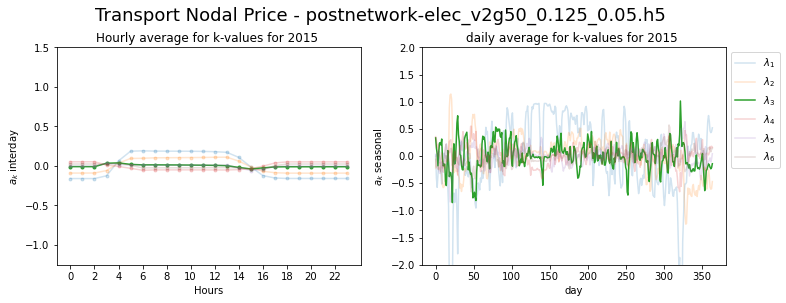 Transport Nodal Price - postnetwork-elec_v2g50_0.125_0.05.h5
Hourly average for k-values for 2015
1.5
1.0
0.5
0.0
−0.5
−1.0
a_k interday
0 2 4 6 8 10 12 14 16 18 20 22
Hours
daily average for k-values for 2015
2.0
1.5
1.0
0.5
0.0
−0.5
−1.0
−1.5
−2.0
a_k seasonal
0 50 100 150 200 250 300 350
day
λ₁
λ₂
λ₃
λ₄
λ₅
λ₆